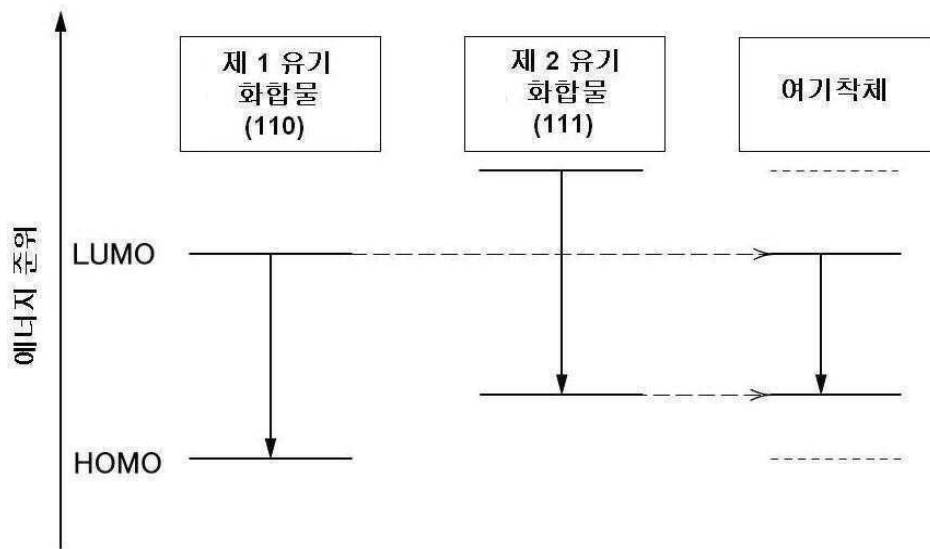 제 1 유기
화합물
(110)
제 2 유기
화합물
(111)
여기착체
에너지 준위
LUMO
HOMO